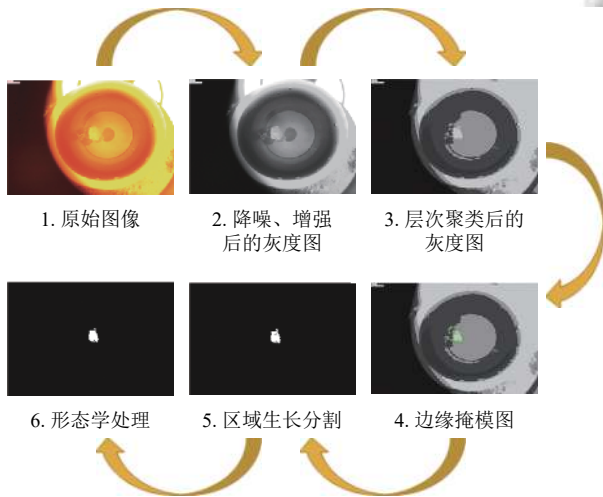 1. 原始图像
2. 降噪、增强
后的灰度图
3. 层次聚类后的
灰度图
6. 形态学处理
5. 区域生长分割
4. 边缘掩模图